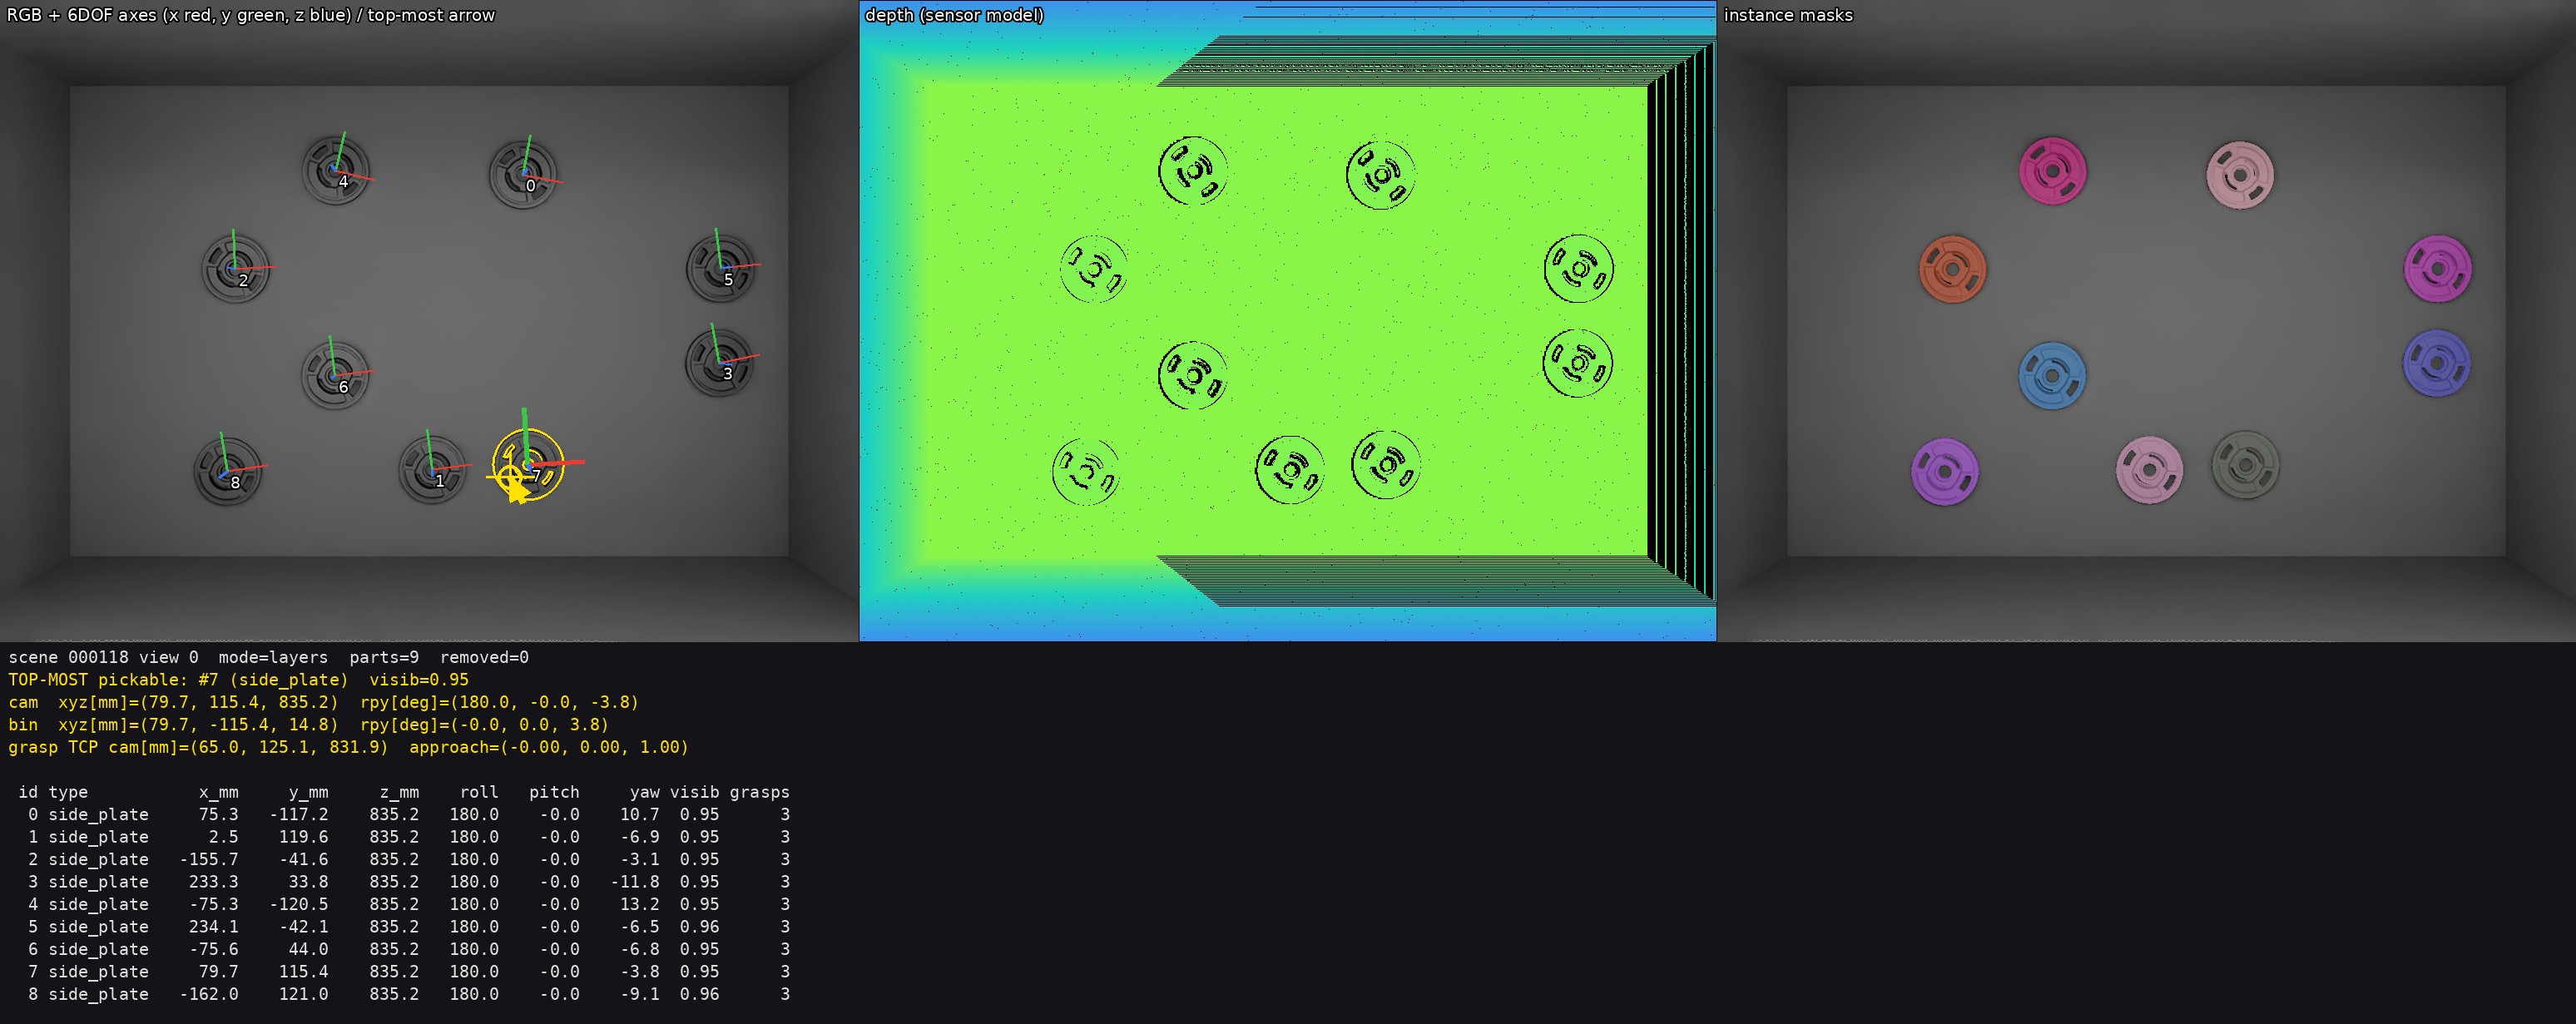 RGB + 6DOF axes (x red, y green, z blue) / top-most arrow
depth (sensor model)
instance masks
4
0
2
5
3
6
7
8
1
scene 000118 view 0  mode=layers  parts=9  removed=0
TOP-MOST pickable: #7 (side_plate)  visib=0.95
cam  xyz[mm]=(79.7, 115.4, 835.2)  rpy[deg]=(180.0, -0.0, -3.8)
bin  xyz[mm]=(79.7, -115.4, 14.8)  rpy[deg]=(-0.0, 0.0, 3.8)
grasp TCP cam[mm]=(65.0, 125.1, 831.9)  approach=(-0.00, 0.00, 1.00)
id type x_mm y_mm z_mm roll pitch yaw visib grasps
0 side_plate 75.3 -117.2 835.2 180.0 -0.0 10.7 0.95 3
1 side_plate 2.5 119.6 835.2 180.0 -0.0 -6.9 0.95 3
2 side_plate -155.7 -41.6 835.2 180.0 -0.0 -3.1 0.95 3
3 side_plate 233.3 33.8 835.2 180.0 -0.0 -11.8 0.95 3
4 side_plate -75.3 -120.5 835.2 180.0 -0.0 13.2 0.95 3
5 side_plate 234.1 -42.1 835.2 180.0 -0.0 -6.5 0.96 3
6 side_plate -75.6 44.0 835.2 180.0 -0.0 -6.8 0.95 3
7 side_plate 79.7 115.4 835.2 180.0 -0.0 -3.8 0.95 3
8 side_plate -162.0 121.0 835.2 180.0 -0.0 -9.1 0.96 3